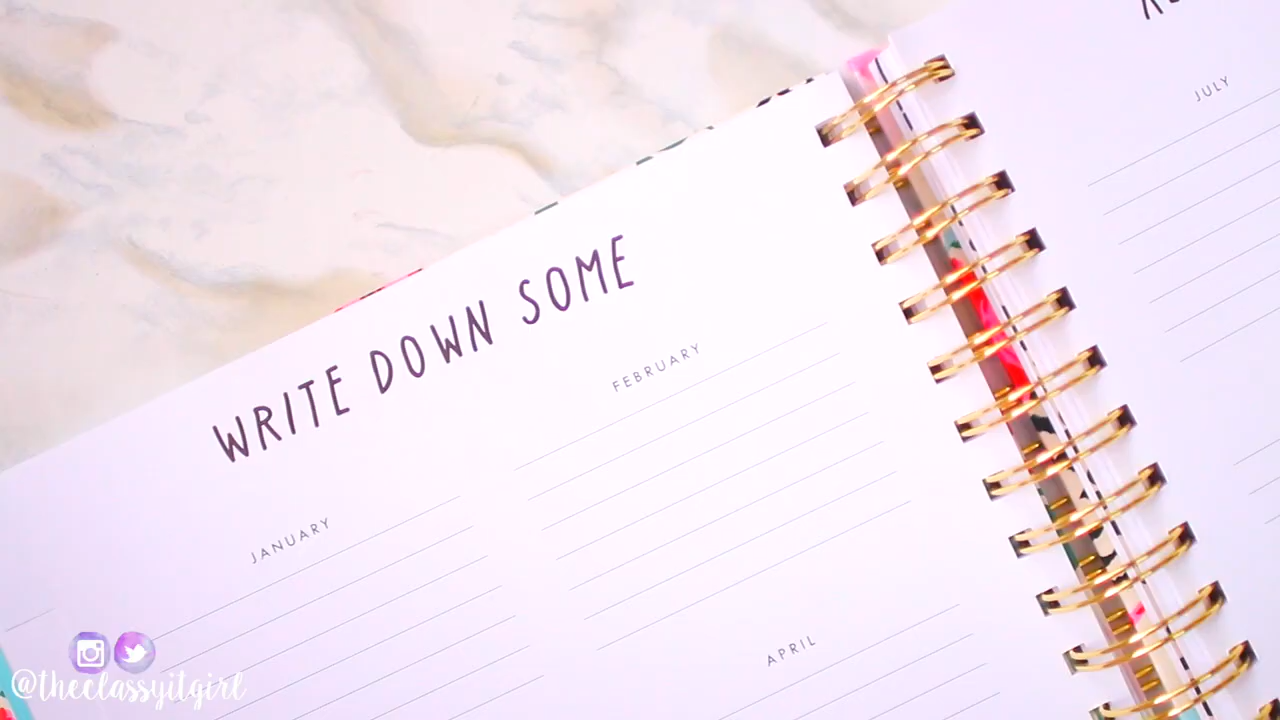 WRITE DOWN SOME
JANUARY
FEBRUARY
APRIL
JULY
@theclassyitgirl